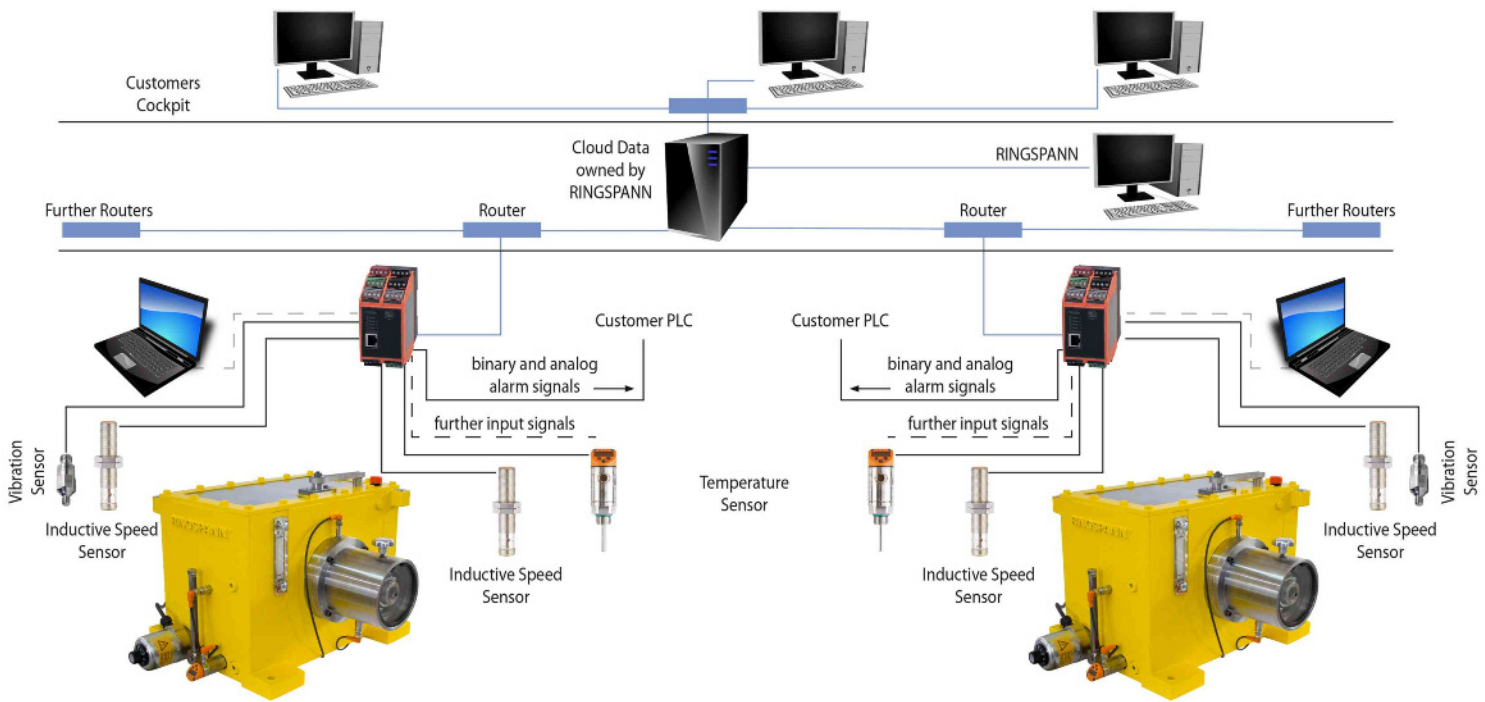 Customers
Cockpit
Cloud Data
owned by
RINGSPANN
RINGSPANN
Further Routers
Router
Router
Further Routers
Customer PLC
Customer PLC
binary and analog
alarm signals
binary and analog
alarm signals
further input signals
further input signals
Vibration
Sensor
Inductive Speed
Sensor
Inductive Speed
Sensor
Temperature
Sensor
Inductive Speed
Sensor
Inductive Speed
Sensor
Vibration
Sensor
RINGSPANN
RINGSPANN